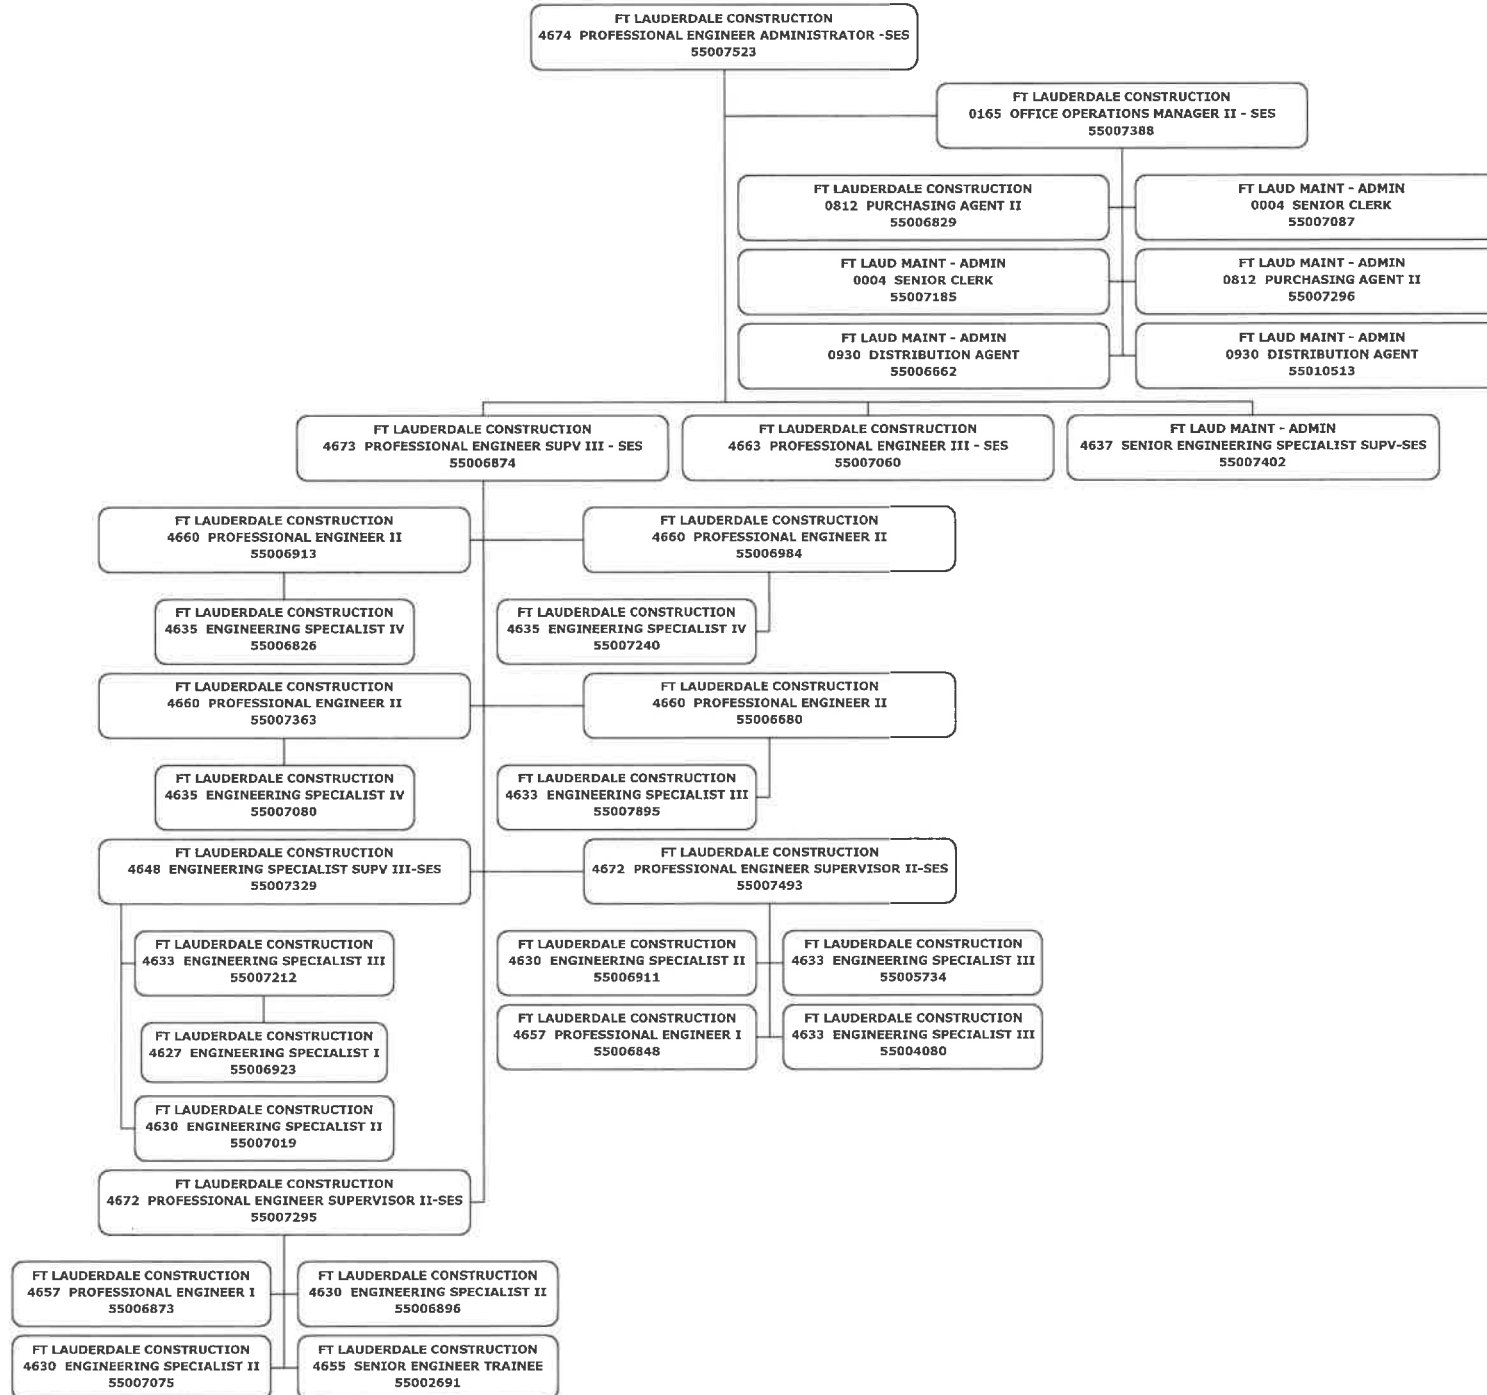 FT LAUDERDALE CONSTRUCTION
4674 PROFESSIONAL ENGINEER ADMINISTRATOR -SES
55007523
FT LAUDERDALE CONSTRUCTION
0165 OFFICE OPERATIONS MANAGER II - SES
55007388
FT LAUDERDALE CONSTRUCTION
0812 PURCHASING AGENT II
55006829
FT LAUD MAINT - ADMIN
0004 SENIOR CLERK
55007087
FT LAUD MAINT - ADMIN
0004 SENIOR CLERK
55007185
FT LAUD MAINT - ADMIN
0812 PURCHASING AGENT II
55007296
FT LAUD MAINT - ADMIN
0930 DISTRIBUTION AGENT
55006662
FT LAUD MAINT - ADMIN
0930 DISTRIBUTION AGENT
55010513
FT LAUDERDALE CONSTRUCTION
4673 PROFESSIONAL ENGINEER SUPV III - SES
55006874
FT LAUDERDALE CONSTRUCTION
4663 PROFESSIONAL ENGINEER III - SES
55007060
FT LAUD MAINT - ADMIN
4637 SENIOR ENGINEERING SPECIALIST SUPV-SES
55007402
FT LAUDERDALE CONSTRUCTION
4660 PROFESSIONAL ENGINEER II
55006913
FT LAUDERDALE CONSTRUCTION
4660 PROFESSIONAL ENGINEER II
55006984
FT LAUDERDALE CONSTRUCTION
4635 ENGINEERING SPECIALIST IV
55006826
FT LAUDERDALE CONSTRUCTION
4635 ENGINEERING SPECIALIST IV
55007240
FT LAUDERDALE CONSTRUCTION
4660 PROFESSIONAL ENGINEER II
55007363
FT LAUDERDALE CONSTRUCTION
4660 PROFESSIONAL ENGINEER II
55006680
FT LAUDERDALE CONSTRUCTION
4635 ENGINEERING SPECIALIST IV
55007080
FT LAUDERDALE CONSTRUCTION
4633 ENGINEERING SPECIALIST III
55007895
FT LAUDERDALE CONSTRUCTION
4648 ENGINEERING SPECIALIST SUPV III-SES
55007329
FT LAUDERDALE CONSTRUCTION
4672 PROFESSIONAL ENGINEER SUPERVISOR II-SES
55007493
FT LAUDERDALE CONSTRUCTION
4633 ENGINEERING SPECIALIST III
55007212
FT LAUDERDALE CONSTRUCTION
4630 ENGINEERING SPECIALIST II
55006911
FT LAUDERDALE CONSTRUCTION
4633 ENGINEERING SPECIALIST III
55005734
FT LAUDERDALE CONSTRUCTION
4627 ENGINEERING SPECIALIST I
55006923
FT LAUDERDALE CONSTRUCTION
4657 PROFESSIONAL ENGINEER I
55006848
FT LAUDERDALE CONSTRUCTION
4633 ENGINEERING SPECIALIST III
55004080
FT LAUDERDALE CONSTRUCTION
4630 ENGINEERING SPECIALIST II
55007019
FT LAUDERDALE CONSTRUCTION
4672 PROFESSIONAL ENGINEER SUPERVISOR II-SES
55007295
FT LAUDERDALE CONSTRUCTION
4657 PROFESSIONAL ENGINEER I
55006873
FT LAUDERDALE CONSTRUCTION
4630 ENGINEERING SPECIALIST II
55006896
FT LAUDERDALE CONSTRUCTION
4630 ENGINEERING SPECIALIST II
55007075
FT LAUDERDALE CONSTRUCTION
4655 SENIOR ENGINEER TRAINEE
55002691